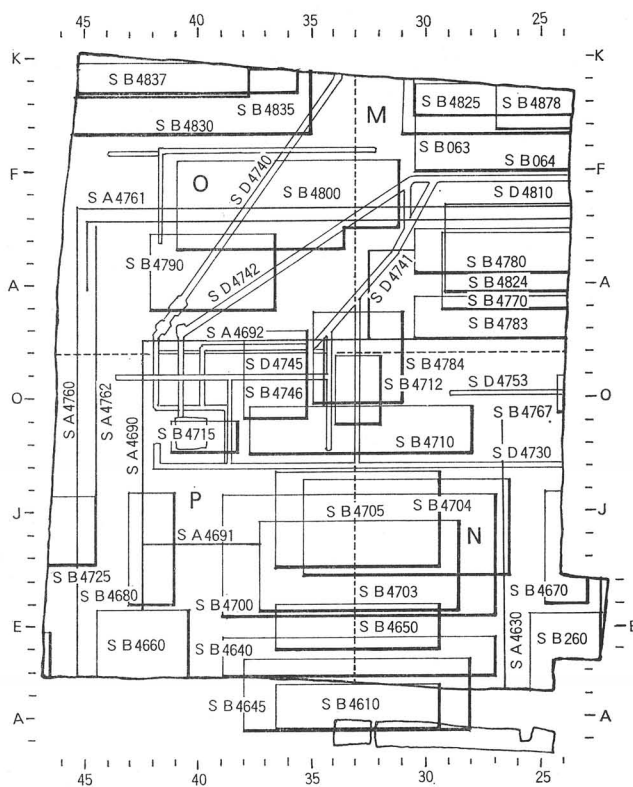 45 40 35 30 25
K K
S B 4837
S B 4835
S B 4830
M
S B 4825 S B 4878
S B 063
S B 064
F F
S D 4740
O
S B 4800
S A 4761
S D 4810
S B 4790
S D 4742
S D 4741
S B 4780
A A
S B 4824
S B 4770
S A 4692
S B 4783
S D 4745
S B 4784
S B 4746
S B 4712
S D 4753
O O
S A 4760
S A 4762
S A 4690
S B 4767
S B 4715
S B 4710
S D 4730
P
S B 4705
S B 4704
J J
S A 4691
N
S B 4725
S B 4680
S B 4703
S B 4700
S B 4670
S B 4650
E E
S A 4630
S B 4660
S B 4640
S B 260
S B 4645
S B 4610
A A
45 40 35 30 25